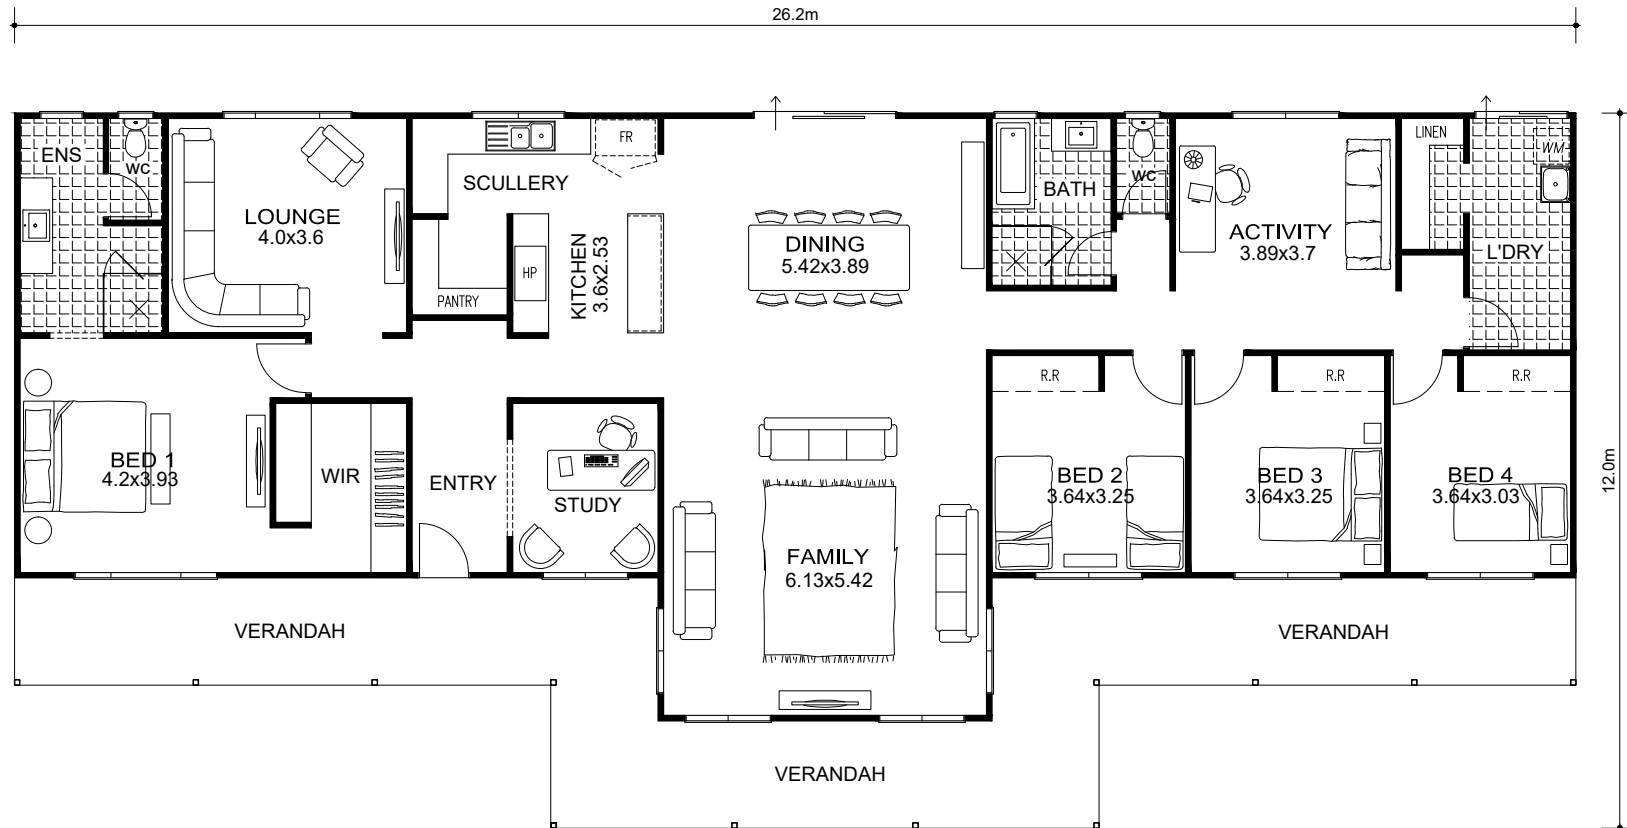 26.2m
ENS
WC
LOUNGE
4.0x3.6
SCULLERY
FR
PANTRY
HP
KITCHEN
3.6x2.53
DINING
5.42x3.89
BATH
WC
ACTIVITY
3.89x3.7
LINEN
WM
L'DRY
BED 1
4.2x3.93
WIR
ENTRY
STUDY
FAMILY
6.13x5.42
R.R
BED 2
3.64x3.25
R.R
BED 3
3.64x3.25
R.R
BED 4
3.64x3.03
12.0m
VERANDAH
VERANDAH
VERANDAH